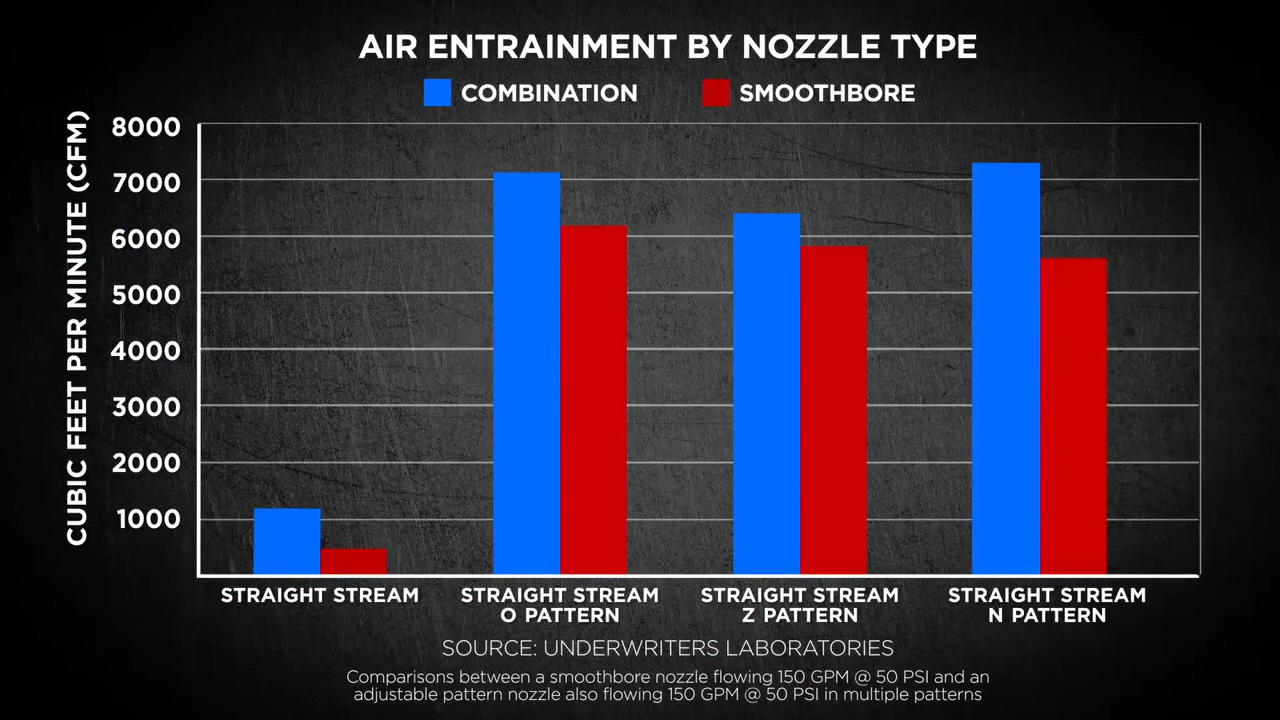 AIR ENTRAINMENT BY NOZZLE TYPE
COMBINATION
SMOOTHBORE
CUBIC FEET PER MINUTE (CFM)
8000
7000
6000
5000
4000
3000
2000
1000
STRAIGHT STREAM
STRAIGHT STREAM
O PATTERN
STRAIGHT STREAM
Z PATTERN
STRAIGHT STREAM
N PATTERN
SOURCE: UNDERWRITERS LABORATORIES
Comparisons between a smoothbore nozzle flowing 150 GPM @ 50 PSI and an
adjustable pattern nozzle also flowing 150 GPM @ 50 PSI in multiple patterns